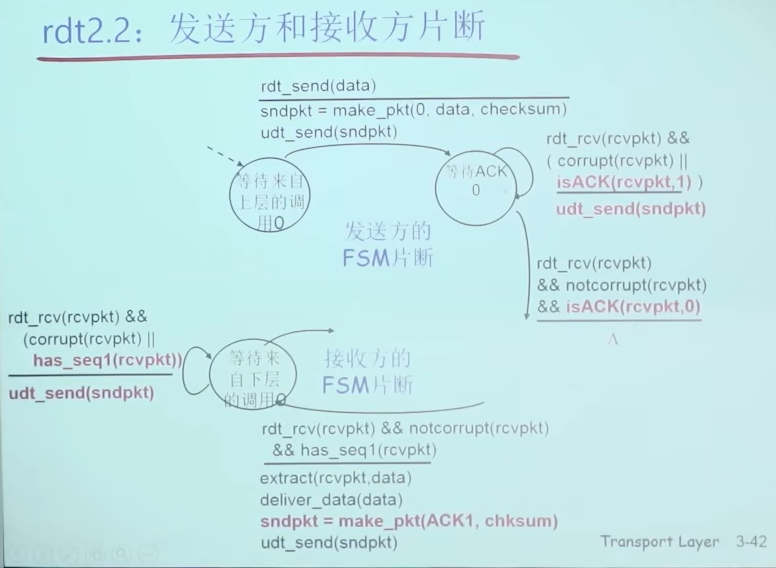 rdt2.2：发送方和接收方片断
rdt_send(data)
sndpkt = make_pkt(0, data, checksum)
udt_send(sndpkt)
等待来自
上层的调
用0
等待ACK
0
rdt_rcv(rcvpkt) &&
( corrupt(rcvpkt) ||
isACK(rcvpkt,1) )
udt_send(sndpkt)
发送方的
FSM片断
rdt_rcv(rcvpkt)
&& notcorrupt(rcvpkt)
&& isACK(rcvpkt,0)
Λ
rdt_rcv(rcvpkt) &&
(corrupt(rcvpkt) ||
has_seq1(rcvpkt))
udt_send(sndpkt)
等待来
自下层
的调用0
接收方的
FSM片断
rdt_rcv(rcvpkt) && notcorrupt(rcvpkt)
&& has_seq1(rcvpkt)
extract(rcvpkt,data)
deliver_data(data)
sndpkt = make_pkt(ACK1, chksum)
udt_send(sndpkt)
Transport Layer 3-42